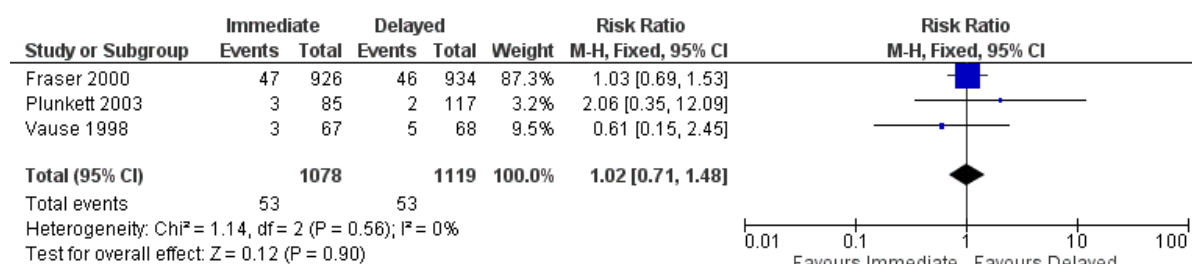 Immediate Delayed Risk Ratio Risk Ratio
Study or Subgroup Events Total Events Total Weight M-H, Fixed, 95% CI M-H, Fixed, 95% CI
Fraser 2000 47 926 46 934 87.3% 1.03 [0.69, 1.53]
Plunkett 2003 3 85 2 117 3.2% 2.06 [0.35, 12.09]
Vause 1998 3 67 5 68 9.5% 0.61 [0.15, 2.45]
Total (95% CI) 1078 1119 100.0% 1.02 [0.71, 1.48]
Total events 53 53
Heterogeneity: Chi² = 1.14, df = 2 (P = 0.56); I² = 0%
Test for overall effect: Z = 0.12 (P = 0.90)
0.01 0.1 1 10 100
Favours Immediate Favours Delayed